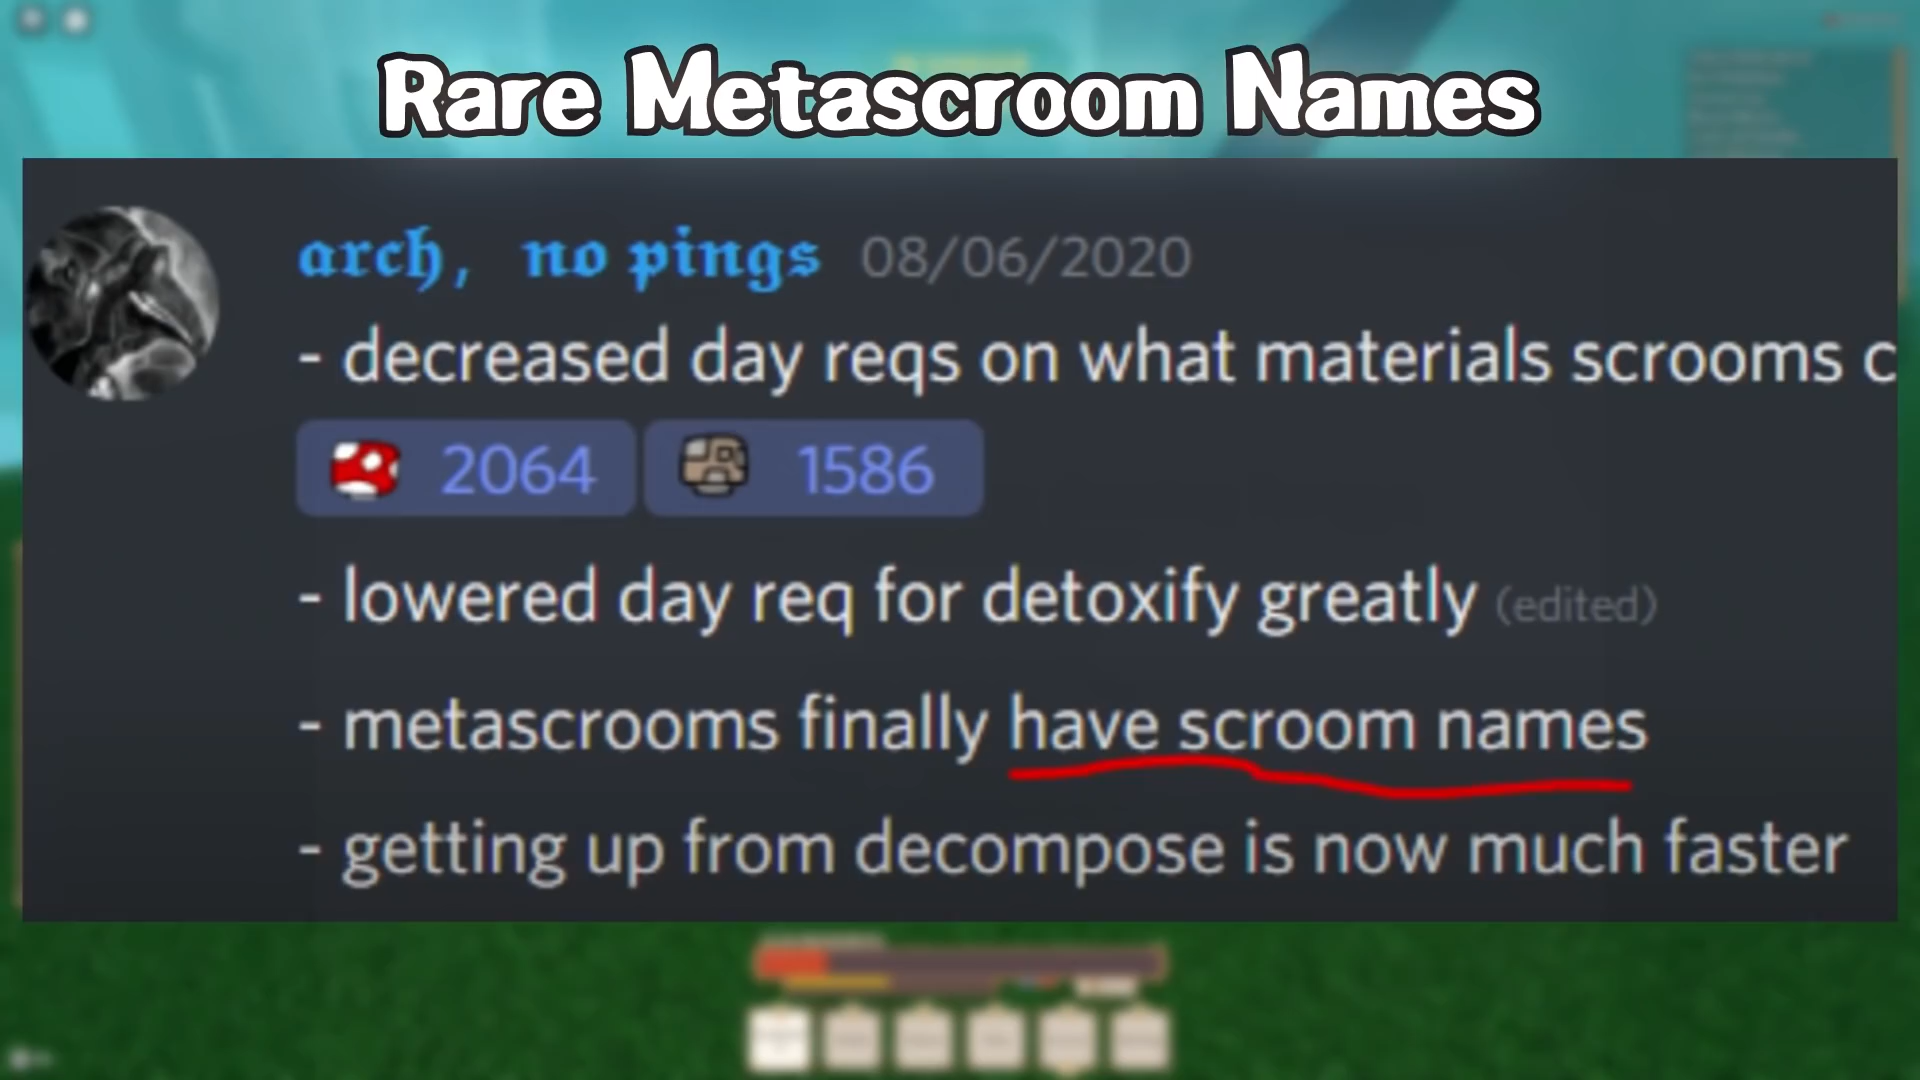 Rare Metascroom Names
arch, no pings 08/06/2020
- decreased day reqs on what materials scrooms c
2064 1586
- lowered day req for detoxify greatly (edited)
- metascrooms finally have scroom names
- getting up from decompose is now much faster